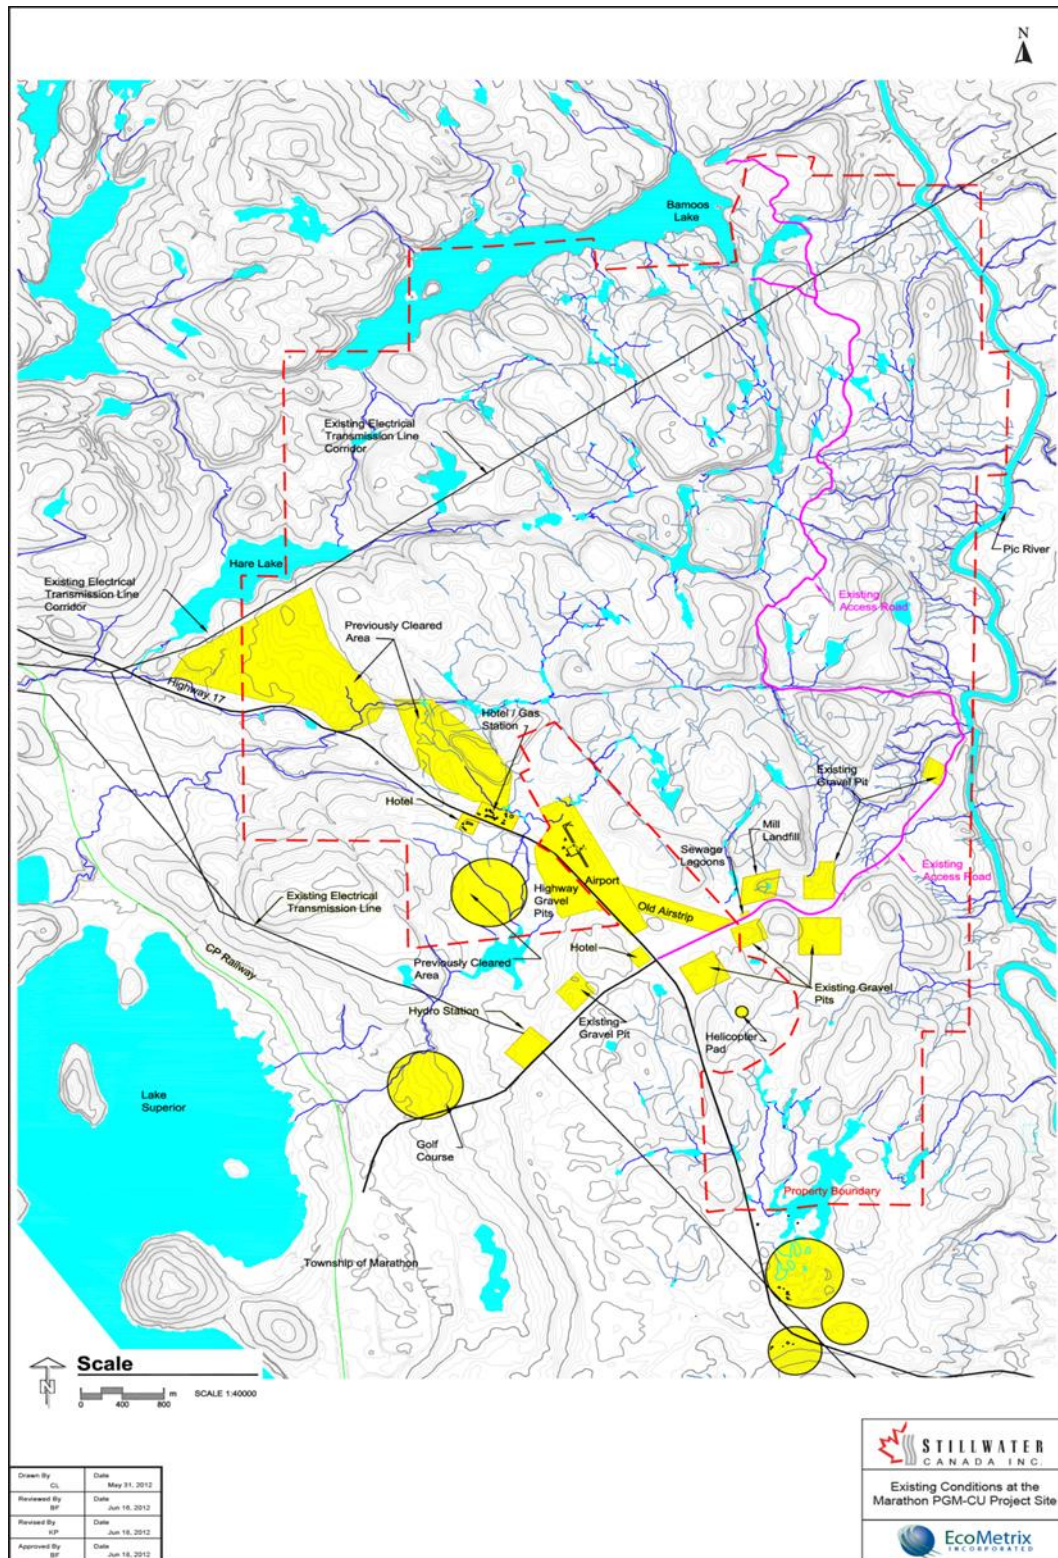 N
Bamoos
Lake
Existing Electrical
Transmission Line
Corridor
Pic River
Hare Lake
Existing Electrical
Transmission Line
Corridor
Existing
Access Road
Previously Cleared
Area
Highway 17
Hotel / Gas
Station
Existing
Gravel Pit
Hotel
Mill
Landfill
Sewage
Lagoons
Existing
Access Road
Airport
Highway
Gravel
Pits
Existing Electrical
Transmission Line
Old Airstrip
CP Railway
Hotel
Previously Cleared
Area
Existing Gravel
Pits
Hydro Station
Existing
Gravel Pit
Helicopter
Pad
Lake
Superior
Golf
Course
Property Boundary
Township of Marathon
Scale
N
0 400 800 m SCALE 1:40000
STILLWATER
CANADA INC.
Existing Conditions at the
Marathon PGM-CU Project Site
EcoMetrix
INCORPORATED
Drawn By Date
CL May 31, 2012
Reviewed By Date
BF Jun 16, 2012
Revised By Date
KP Jun 18, 2012
Approved By Date
BF Jun 18, 2012